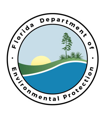 Florida Department of
Environmental Protection